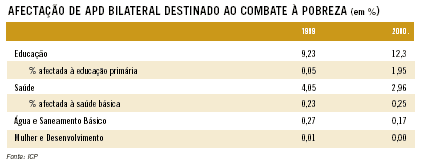 AFECTAÇÃO DE APD BILATERAL DESTINADO AO COMBATE À POBREZA (em %)
1999 2000.
Educação 9,23 12,3
% afectada à educação primária 0,05 1,95
Saúde 4,05 2,96
% afectada à saúde básica 0,23 0,25
Água e Saneamento Básico 0,27 0,17
Mulher e Desenvolvimento 0,01 0,00
Fonte: ICP